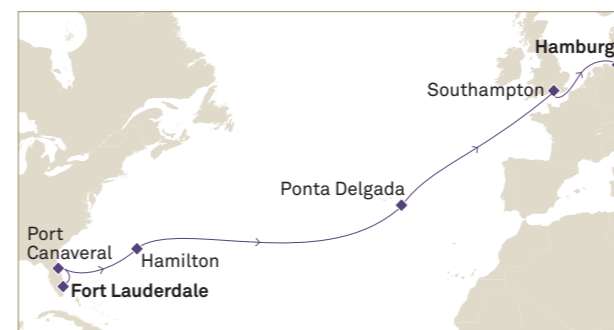 Hamburg
Southampton
Ponta Delgada
Port
Canaveral
Hamilton
Fort Lauderdale